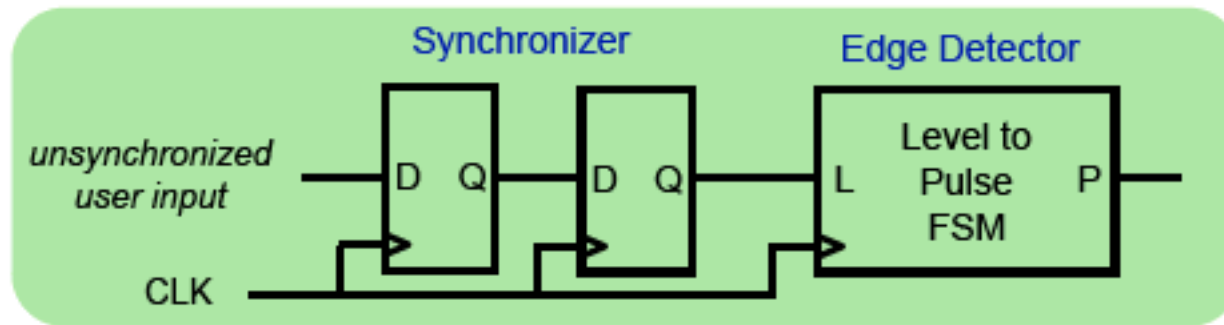 Synchronizer
Edge Detector
unsynchronized
user input
D Q
D Q
L
Level to
Pulse
FSM
P
CLK